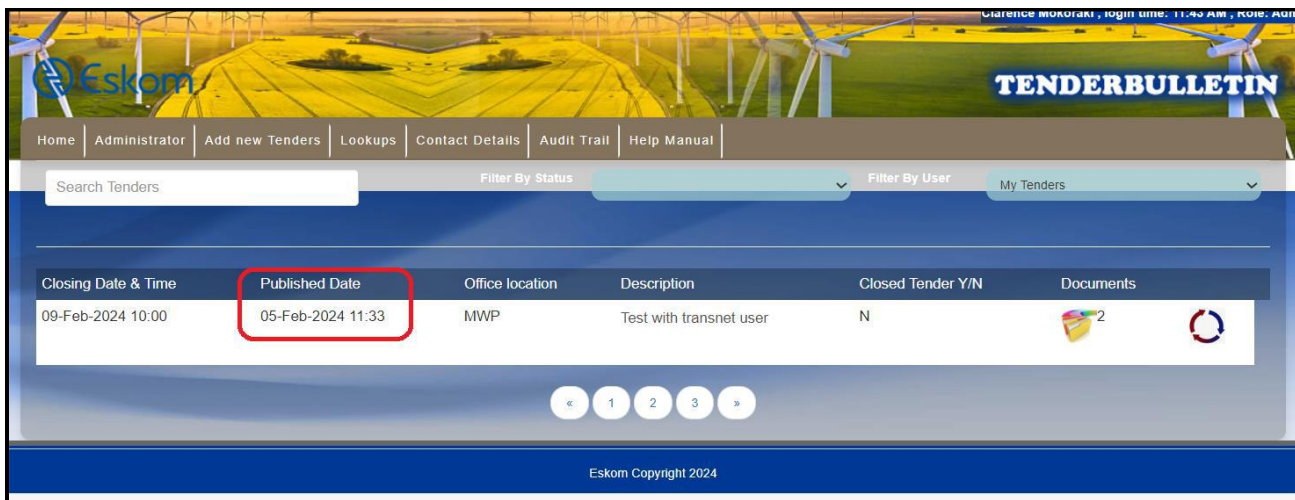 Clarence Mokoraki , login time: 11:43 AM , Role: Adm
Eskom
TENDERBULLETIN
Home Administrator Add new Tenders Lookups Contact Details Audit Trail Help Manual
Search Tenders Filter By Status Filter By User My Tenders
Closing Date & Time Published Date Office location Description Closed Tender Y/N Documents
09-Feb-2024 10:00 05-Feb-2024 11:33 MWP Test with transnet user N 2
« 1 2 3 »
Eskom Copyright 2024